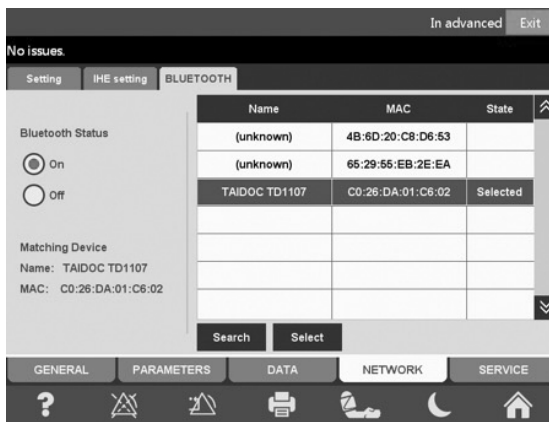 In advanced Exit
No issues.
Setting IHE setting BLUETOOTH
Name MAC State
Bluetooth Status
On
Off
(unknown) 4B:6D:20:C8:D6:53
(unknown) 65:29:55:EB:2E:EA
TAIDOC TD1107 C0:26:DA:01:C6:02 Selected
Matching Device
Name: TAIDOC TD1107
MAC: C0:26:DA:01:C6:02
Search Select
GENERAL PARAMETERS DATA NETWORK SERVICE
?